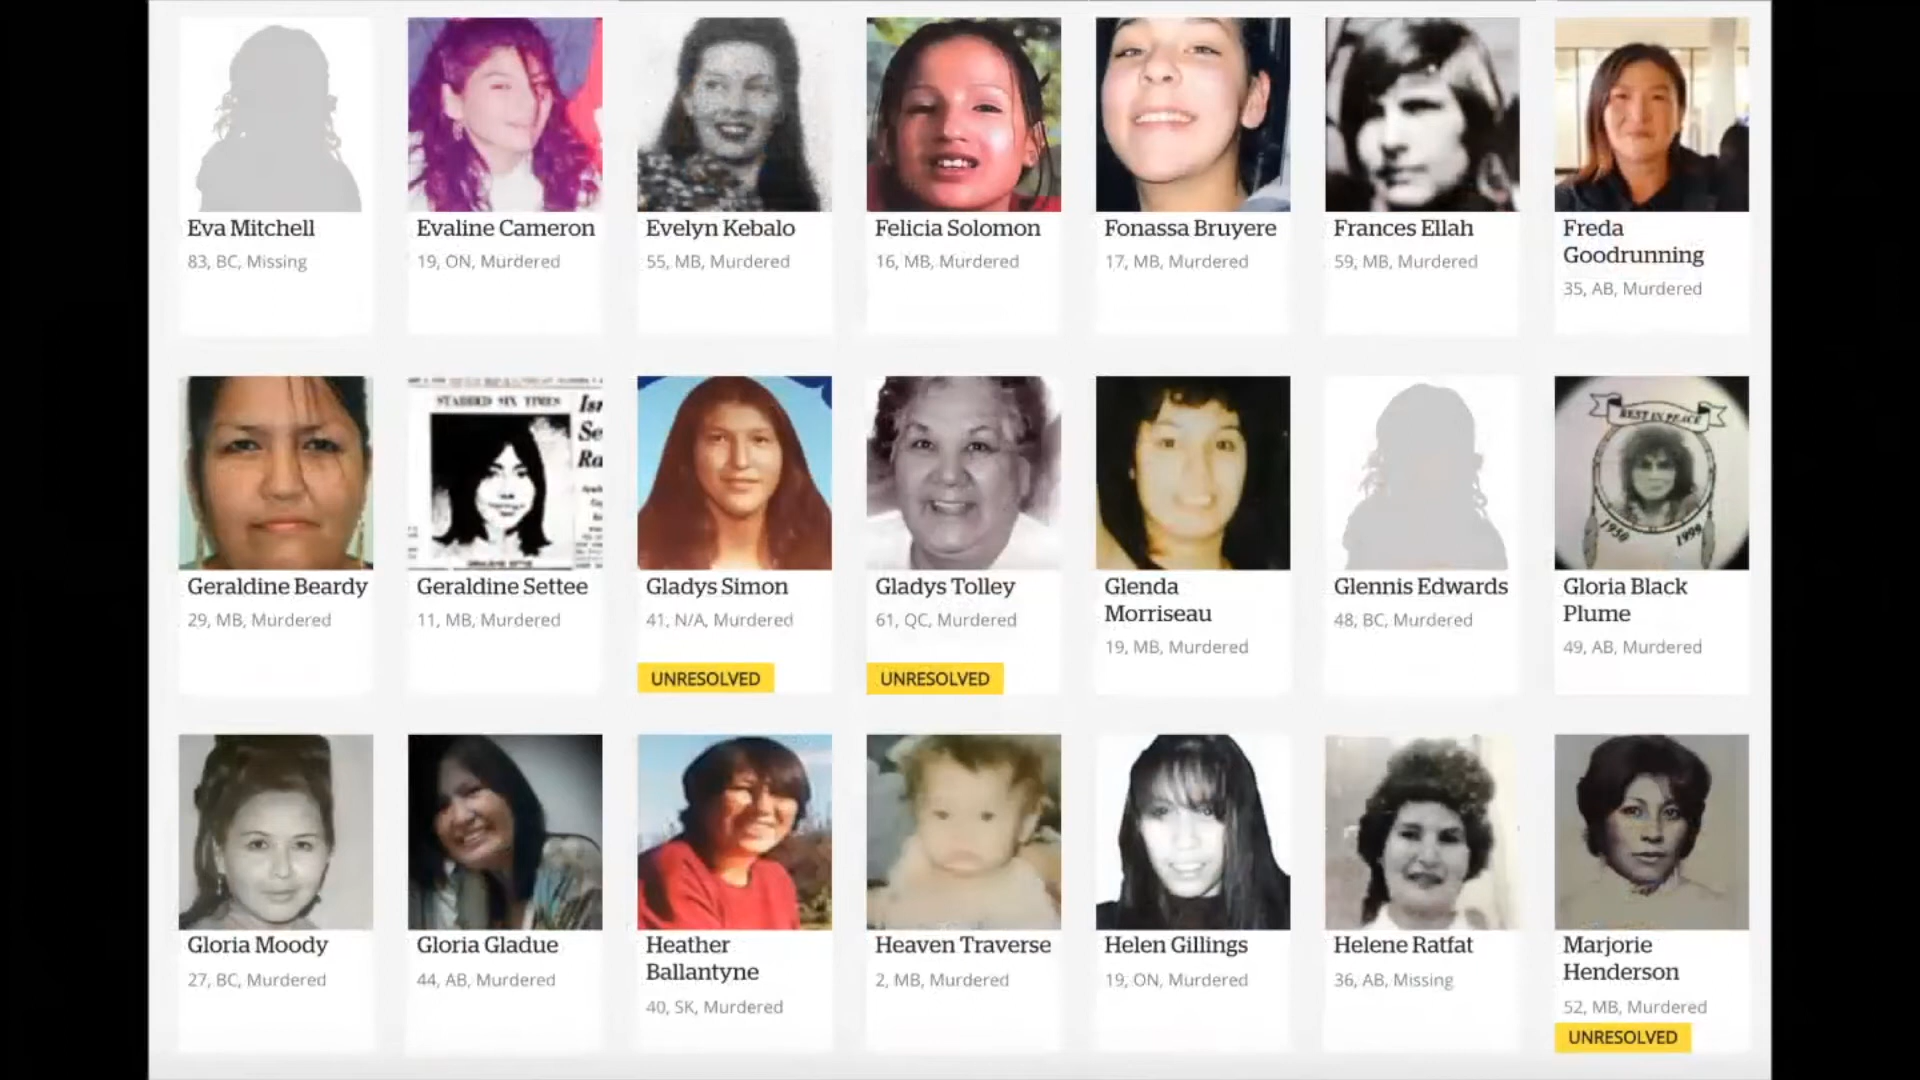 Eva Mitchell
83, BC, Missing
Evaline Cameron
19, ON, Murdered
Evelyn Kebalo
55, MB, Murdered
Felicia Solomon
16, MB, Murdered
Fonassa Bruyere
17, MB, Murdered
Frances Ellah
59, MB, Murdered
Freda
Goodrunning
35, AB, Murdered
Geraldine Beardy
29, MB, Murdered
STABBED SIX TIMES
Geraldine Settee
11, MB, Murdered
Gladys Simon
41, N/A, Murdered
UNRESOLVED
Gladys Tolley
61, QC, Murdered
UNRESOLVED
Glenda
Morriseau
19, MB, Murdered
Glennis Edwards
48, BC, Murdered
REST IN PEACE
1950 1999
Gloria Black
Plume
49, AB, Murdered
Gloria Moody
27, BC, Murdered
Gloria Gladue
44, AB, Murdered
Heather
Ballantyne
40, SK, Murdered
Heaven Traverse
2, MB, Murdered
Helen Gillings
19, ON, Murdered
Helene Ratfat
36, AB, Missing
Marjorie
Henderson
52, MB, Murdered
UNRESOLVED